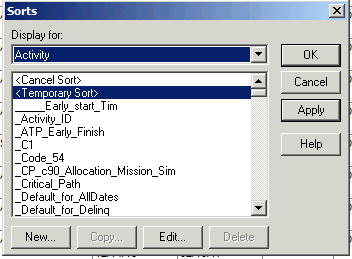 Sorts
Display for:
Activity
OK
<Cancel Sort>
<Temporary Sort>
_____Early_start_Tim
_Activity_ID
_ATP_Early_Finish
_C1
_Code_54
_CP_c90_Allocation_Mission_Sim
_Critical_Path
_Default_for_AllDates
_Default_for_Delinq
Cancel
Apply
Help
New...
Copy...
Edit...
Delete